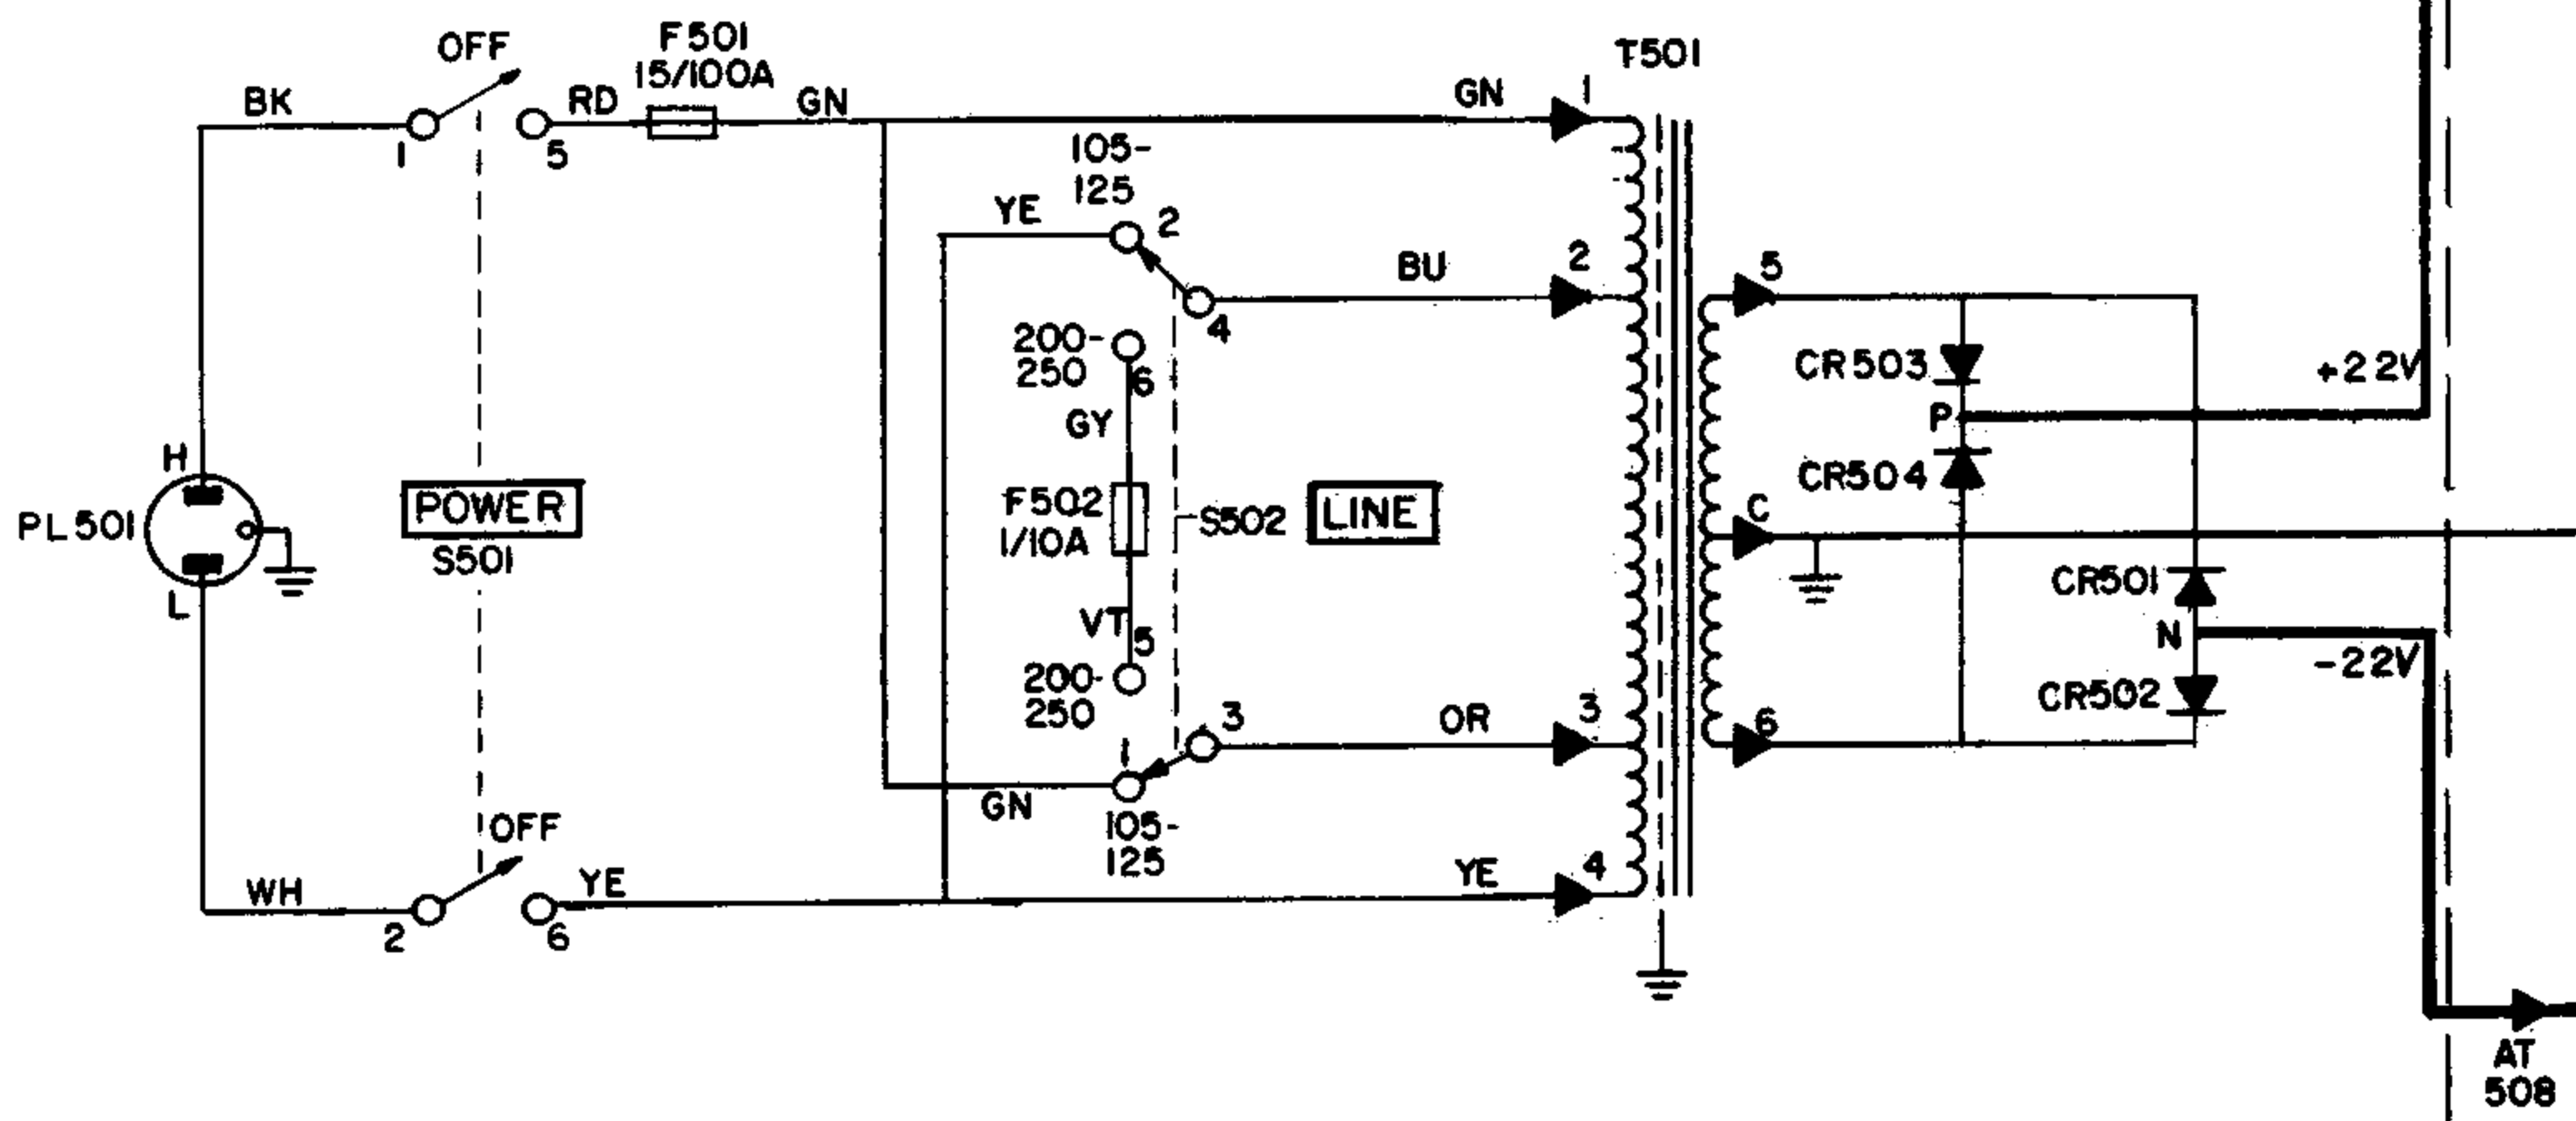 OFF
F501
15/100A
T501
BK
RD
GN
GN
1
1
5
105-
125
YE
2
BU
2
5
4
200-
250
6
CR503
+22V
P
GY
H
CR504
PL501
POWER
S501
F502
1/10A
S502
LINE
C
CR501
L
VT
5
N
-22V
200-
250
CR502
1
3
OR
3
6
GN
105-
125
OFF
WH
YE
YE
4
2
6
AT
508